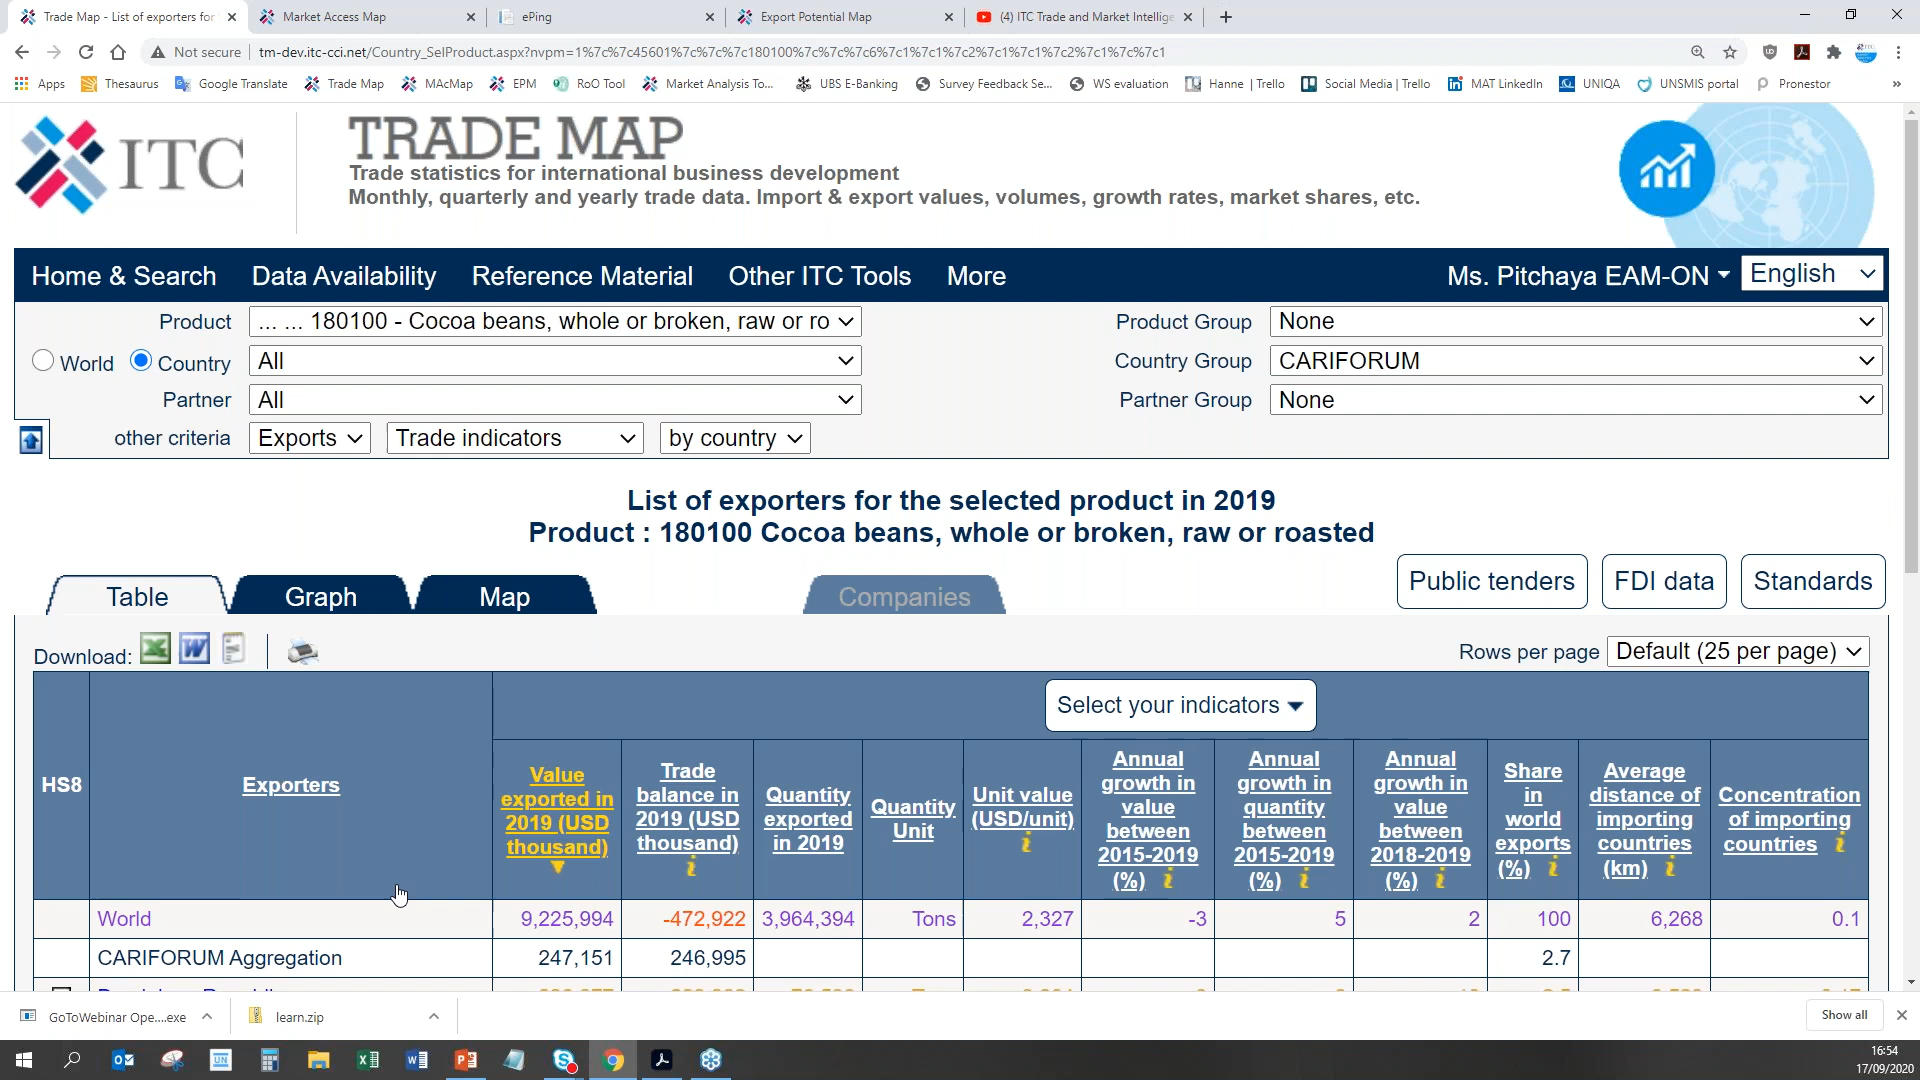 Trade Map - List of exporters for
Market Access Map
ePing
Export Potential Map
(4) ITC Trade and Market Intellige
Not secure
tm-dev.itc-cci.net/Country_SelProduct.aspx?nvpm=1%7c%7c45601%7c%7c%7c180100%7c%7c%7c6%7c1%7c1%7c2%7c1%7c1%7c2%7c1%7c%7c1
Apps
Thesaurus
Google Translate
Trade Map
MAcMap
EPM
RoO Tool
Market Analysis To...
UBS E-Banking
Survey Feedback Se...
WS evaluation
Hanne | Trello
Social Media | Trello
MAT LinkedIn
UNIQA
UNSMIS portal
Pronestor
ITC
TRADE MAP
Trade statistics for international business development
Monthly, quarterly and yearly trade data. Import & export values, volumes, growth rates, market shares, etc.
Home & Search
Data Availability
Reference Material
Other ITC Tools
More
Ms. Pitchaya EAM-ON
English
Product
... ... 180100 - Cocoa beans, whole or broken, raw or ro
Product Group
None
World
Country
All
Country Group
CARIFORUM
Partner
All
Partner Group
None
other criteria
Exports
Trade indicators
by country
List of exporters for the selected product in 2019
Product : 180100 Cocoa beans, whole or broken, raw or roasted
Table
Graph
Map
Companies
Public tenders
FDI data
Standards
Download:
Rows per page
Default (25 per page)
HS8
Exporters
Select your indicators
Value
exported in
2019 (USD
thousand)
Trade
balance in
2019 (USD
thousand)
Quantity
exported
in 2019
Quantity
Unit
Unit value
(USD/unit)
Annual
growth in
value
between
2015-2019
(%)
Annual
growth in
quantity
between
2015-2019
(%)
Annual
growth in
value
between
2018-2019
(%)
Share
in
world
exports
(%)
Average
distance of
importing
countries
(km)
Concentration
of importing
countries
World
9,225,994
-472,922
3,964,394
Tons
2,327
-3
5
2
100
6,268
0.1
CARIFORUM Aggregation
247,151
246,995
2.7
GoToWebinar Ope....exe
learn.zip
Show all
16:54
17/09/2020